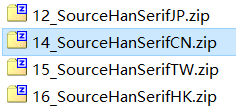 12_SourceHanSerifJP.zip
14_SourceHanSerifCN.zip
15_SourceHanSerifTW.zip
16_SourceHanSerifHK.zip